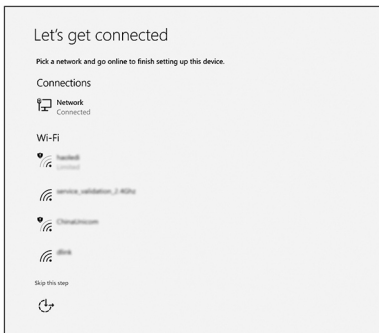 Let's get connected
Pick a network and go online to finish setting up this device.
Connections
Network
Connected
Wi-Fi
service_validation_2.4Ghz
ChinaUnicom
dlink
Skip this step